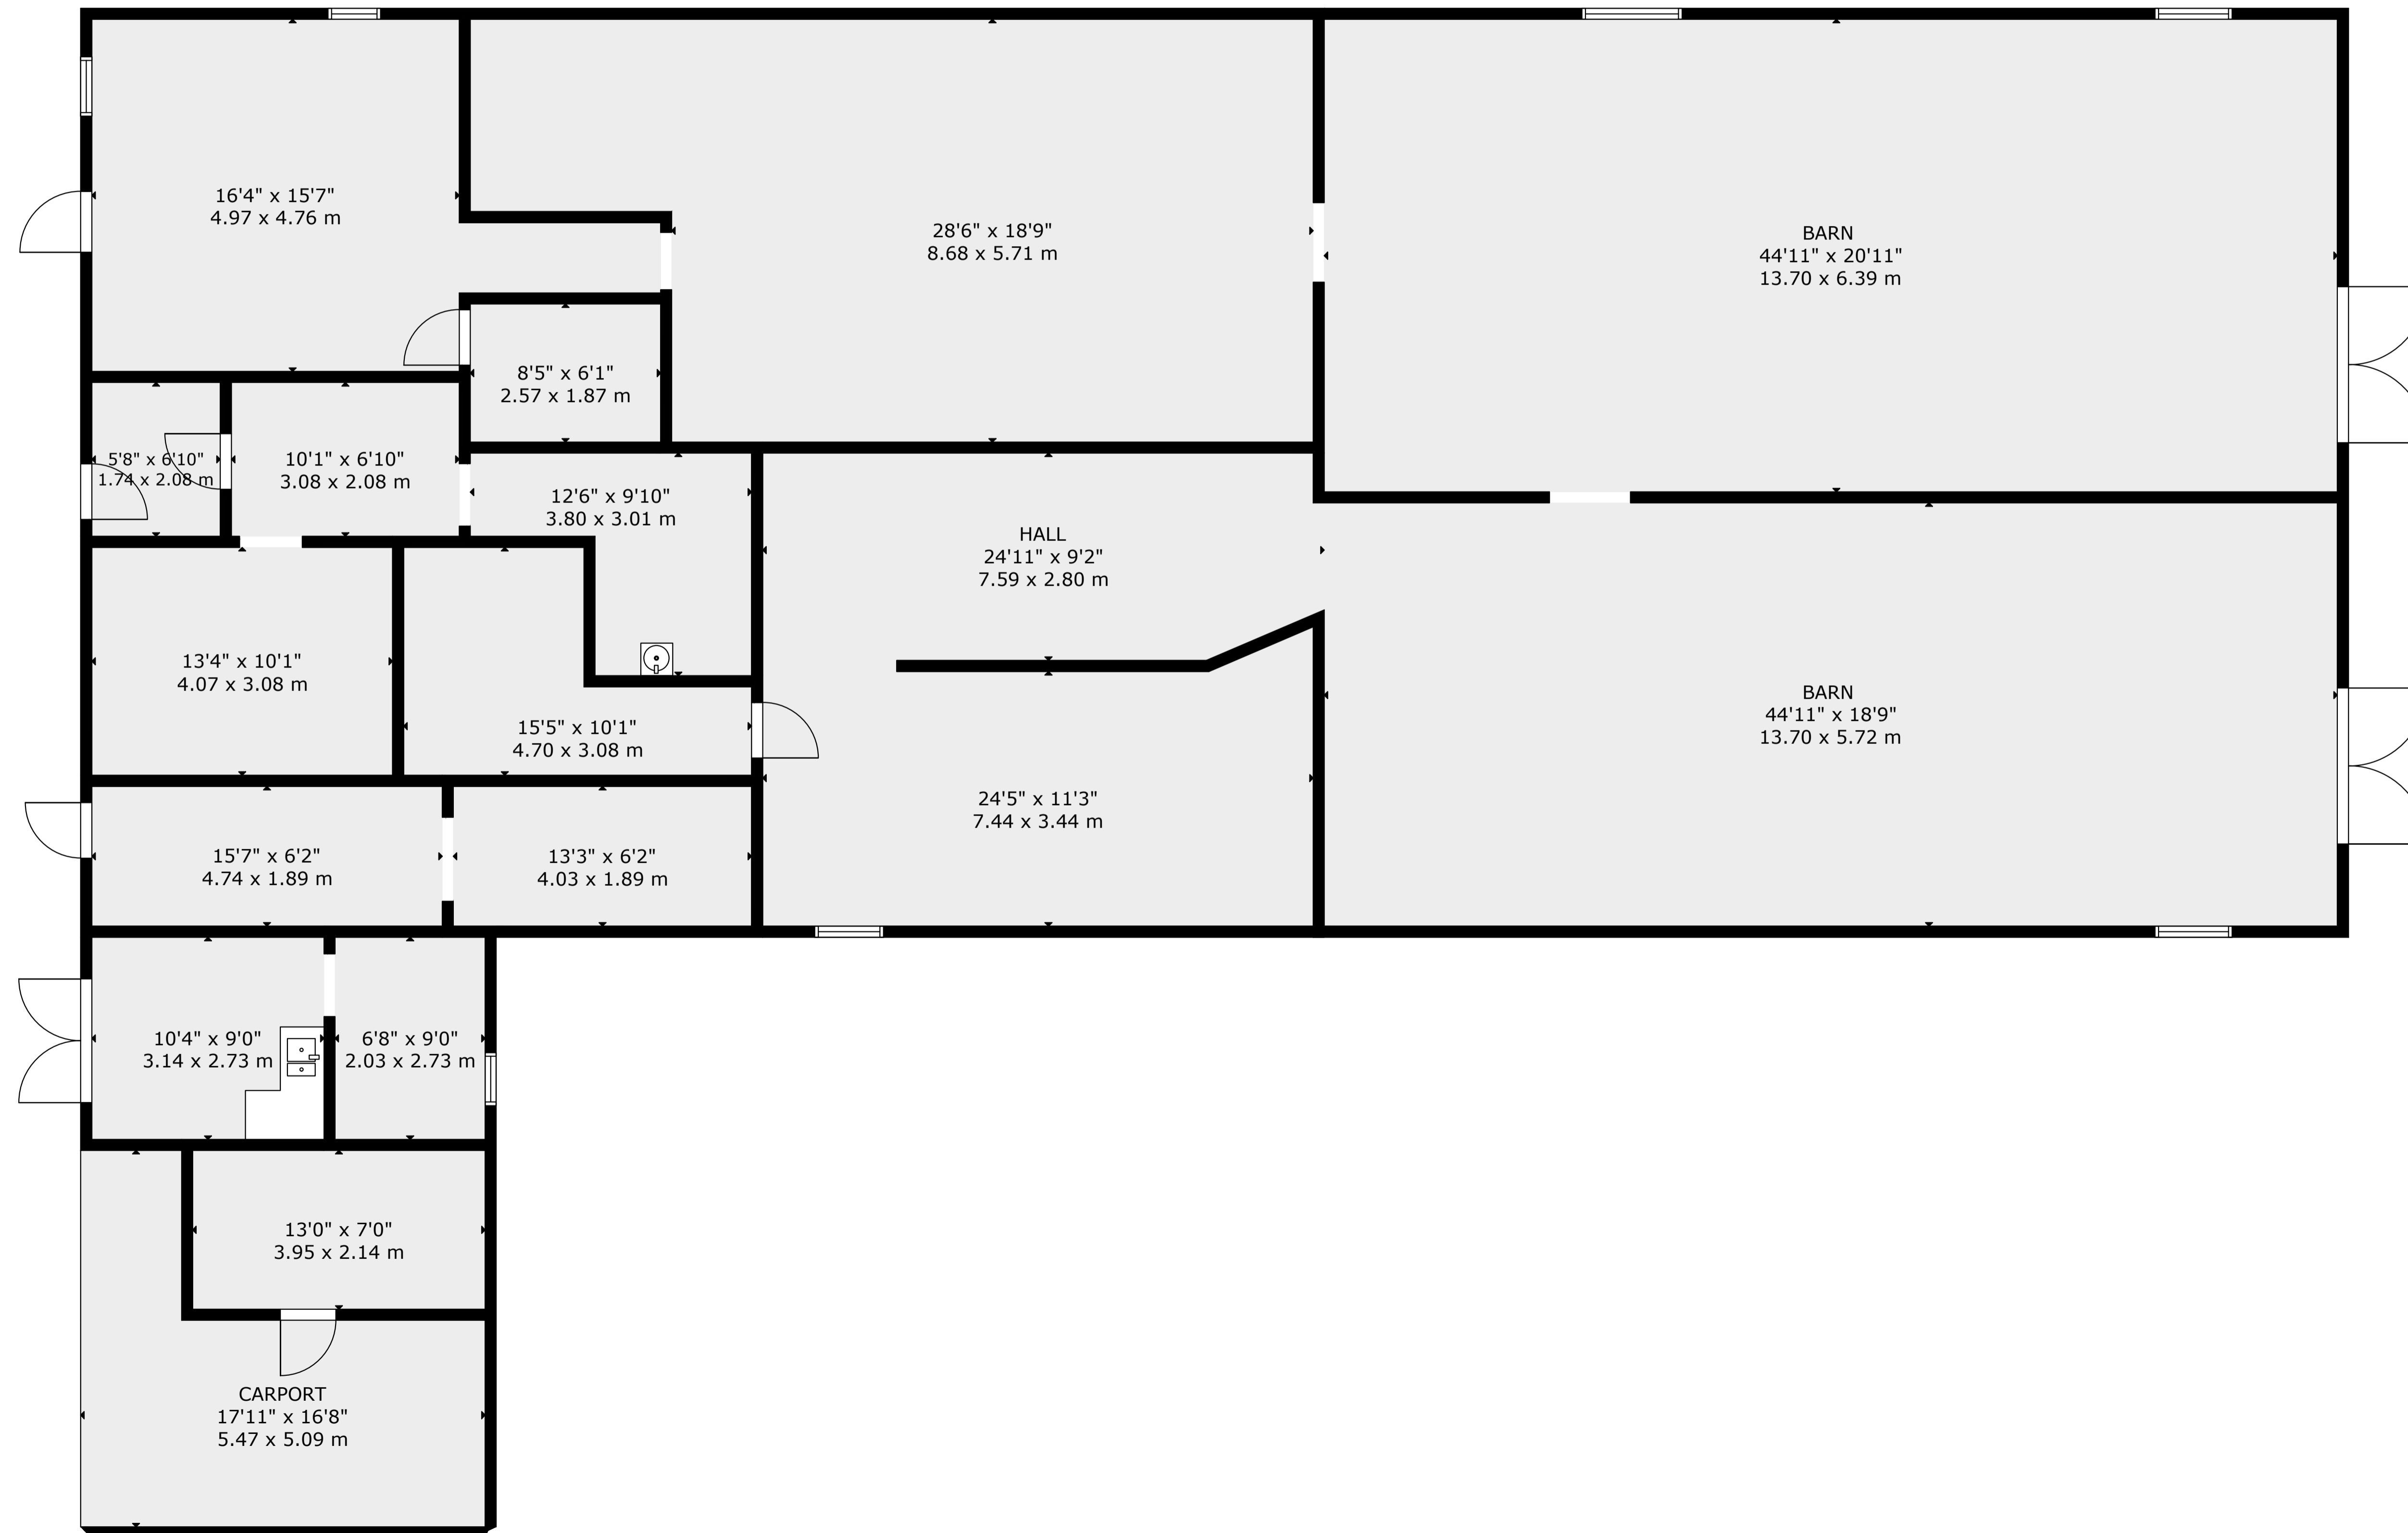 16'4" x 15'7"
4.97 x 4.76 m
28'6" x 18'9"
8.68 x 5.71 m
BARN
44'11" x 20'11"
13.70 x 6.39 m
8'5" x 6'1"
2.57 x 1.87 m
5'8" x 6'10"
1.74 x 2.08 m
10'1" x 6'10"
3.08 x 2.08 m
12'6" x 9'10"
3.80 x 3.01 m
HALL
24'11" x 9'2"
7.59 x 2.80 m
13'4" x 10'1"
4.07 x 3.08 m
15'5" x 10'1"
4.70 x 3.08 m
BARN
44'11" x 18'9"
13.70 x 5.72 m
24'5" x 11'3"
7.44 x 3.44 m
15'7" x 6'2"
4.74 x 1.89 m
13'3" x 6'2"
4.03 x 1.89 m
10'4" x 9'0"
3.14 x 2.73 m
6'8" x 9'0"
2.03 x 2.73 m
13'0" x 7'0"
3.95 x 2.14 m
CARPORT
17'11" x 16'8"
5.47 x 5.09 m